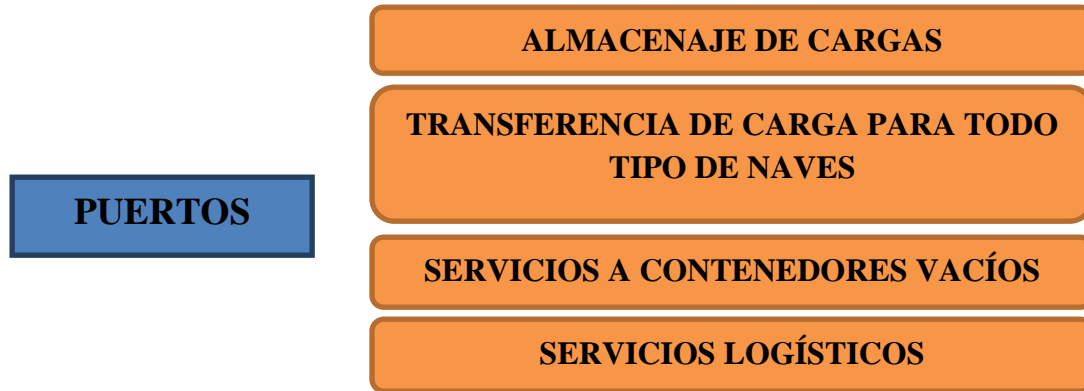 ALMACENAJE DE CARGAS
TRANSFERENCIA DE CARGA PARA TODO
TIPO DE NAVES
PUERTOS
SERVICIOS A CONTENEDORES VACÍOS
SERVICIOS LOGÍSTICOS